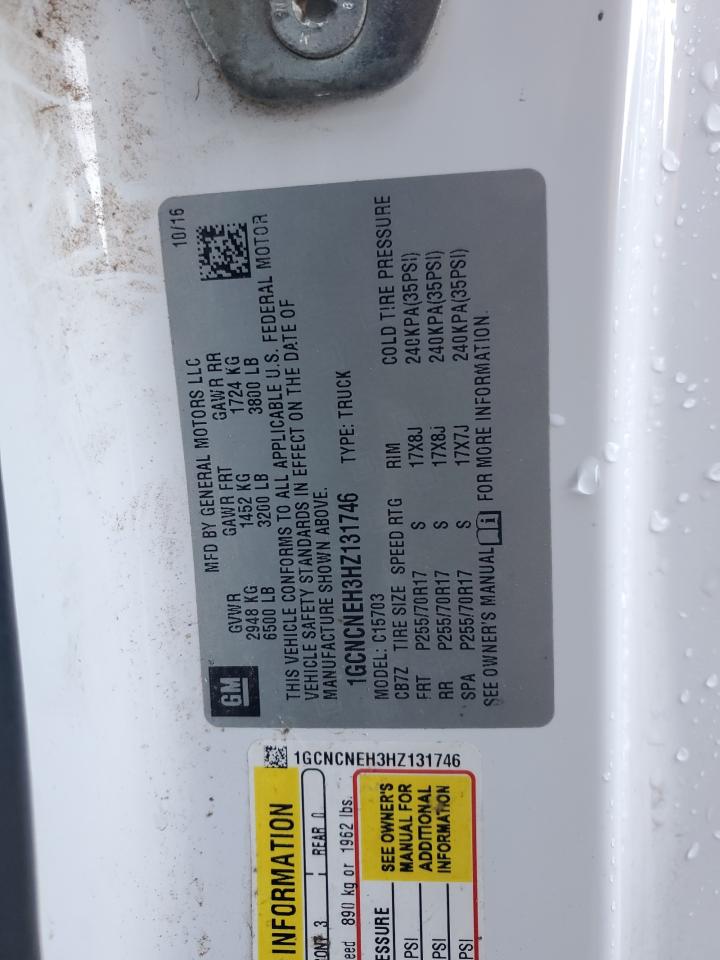 10/16
MFD BY GENERAL MOTORS LLC
GVWR GAWR FRT GAWR RR
2948 KG 1452 KG 1724 KG
6500 LB 3200 LB 3800 LB
GM
THIS VEHICLE CONFORMS TO ALL APPLICABLE U.S. FEDERAL MOTOR
VEHICLE SAFETY STANDARDS IN EFFECT ON THE DATE OF
MANUFACTURE SHOWN ABOVE.
1GCNCNEH3HZ131746 TYPE: TRUCK
MODEL: C15703
CB7Z TIRE SIZE SPEED RTG RIM COLD TIRE PRESSURE
FRT P255/70R17 S 17X8J 240KPA(35PSI)
RR P255/70R17 S 17X8J 240KPA(35PSI)
SPA P255/70R17 S 17X7J 240KPA(35PSI)
SEE OWNER'S MANUAL FOR MORE INFORMATION.
1GCNCNEH3HZ131746
INFORMATION
3 REAR 0
890 kg or 1962 lbs.
SEE OWNER'S
MANUAL FOR
ADDITIONAL
INFORMATION
PSI
PSI
PSI